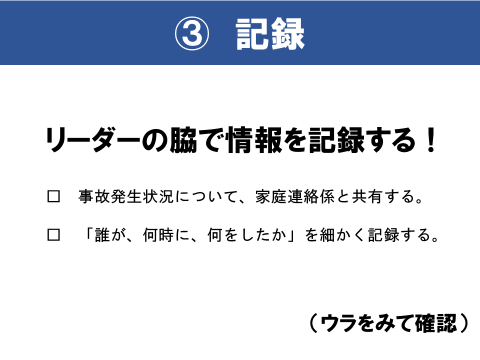 ③ 記録
リーダーの脇で情報を記録する！
□ 事故発生状況について、家庭連絡係と共有する。
□ 「誰が、何時に、何をしたか」を細かく記録する。
（ウラをみて確認）